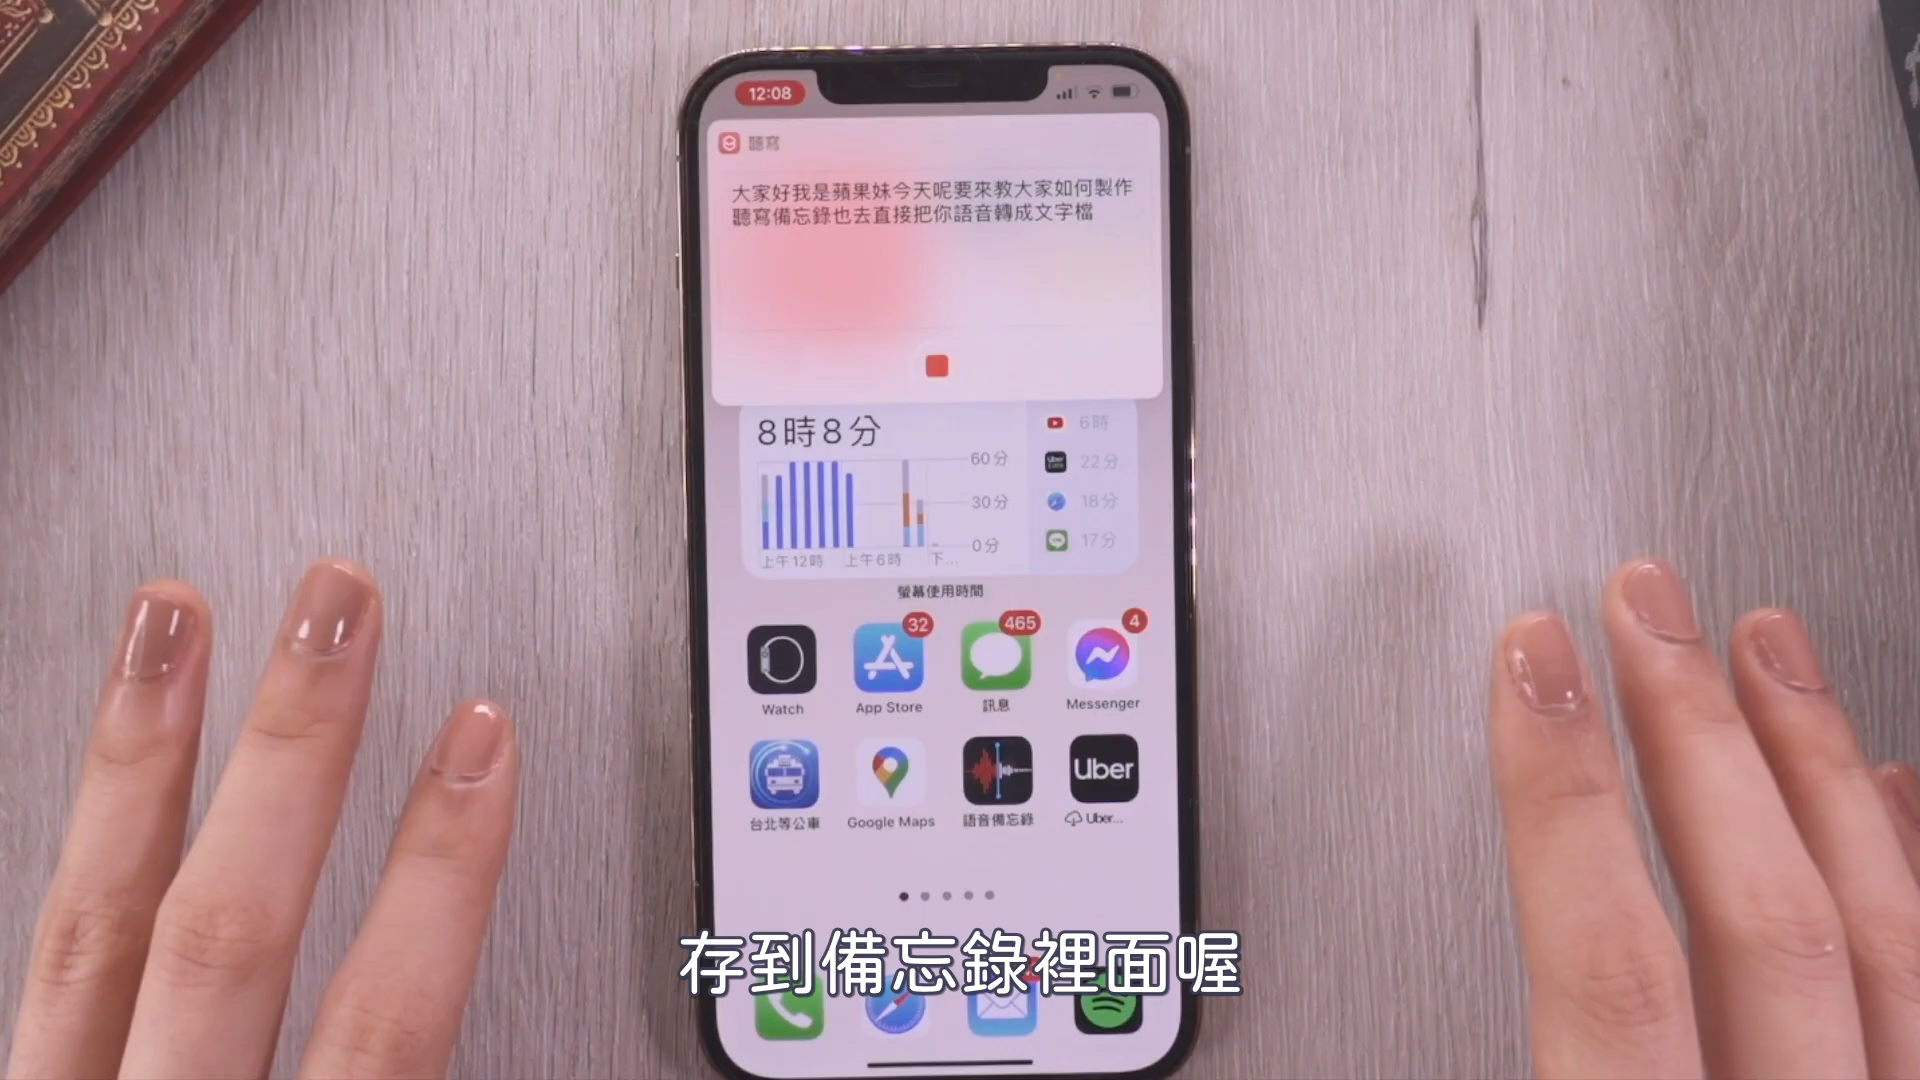 12:08
聽寫
大家好我是蘋果妹今天呢要來教大家如何製作
聽寫備忘錄也去直接把你語音轉成文字檔
8時8分
60分
30分
0分
上午12時 上午6時 下...
6時
Uber
22分
18分
17分
螢幕使用時間
32
465
4
Watch
App Store
訊息
Messenger
Uber
台北等公車
Google Maps
語音備忘錄
Uber...
存到備忘錄裡面喔